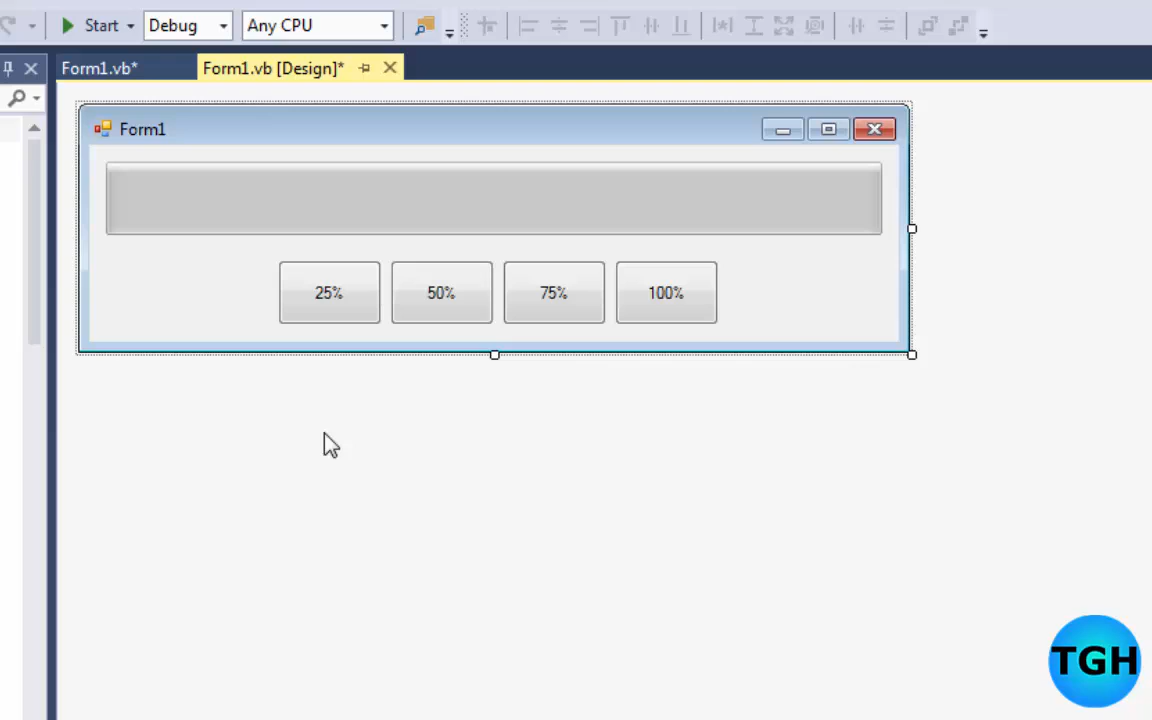 Start Debug Any CPU
Form1.vb* Form1.vb [Design]*
Form1
25% 50% 75% 100%
TGH